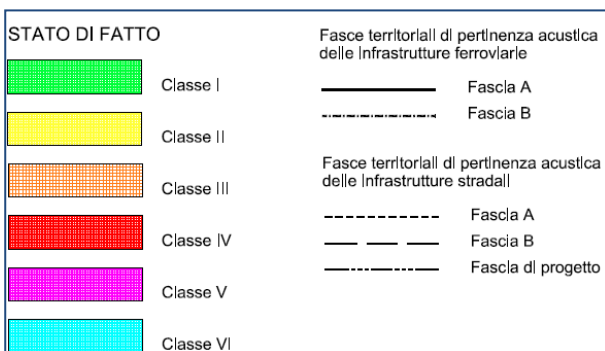 STATO DI FATTO
Classe I
Classe II
Classe III
Classe IV
Classe V
Classe VI
Fasce territoriali di pertinenza acustica
delle infrastrutture ferroviarie
Fascia A
Fascia B
Fasce territoriali di pertinenza acustica
delle infrastrutture stradali
Fascia A
Fascia B
Fascia di progetto